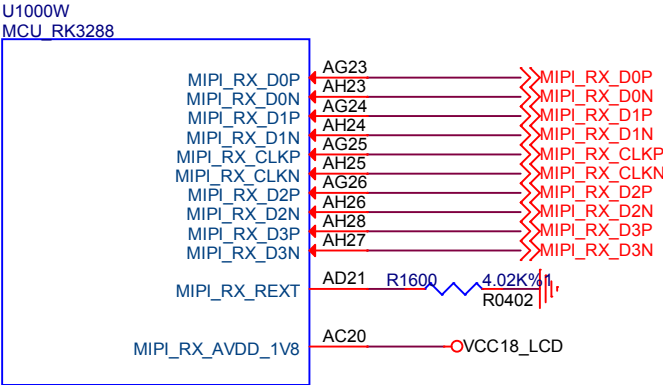 U1000W
MCU_RK3288
MIPI_RX_D0P AG23 MIPI_RX_D0P
MIPI_RX_D0N AH23 MIPI_RX_D0N
MIPI_RX_D1P AG24 MIPI_RX_D1P
MIPI_RX_D1N AH24 MIPI_RX_D1N
MIPI_RX_CLKP AG25 MIPI_RX_CLKP
MIPI_RX_CLKN AH25 MIPI_RX_CLKN
MIPI_RX_D2P AG26 MIPI_RX_D2P
MIPI_RX_D2N AH26 MIPI_RX_D2N
MIPI_RX_D3P AH28 MIPI_RX_D3P
MIPI_RX_D3N AH27 MIPI_RX_D3N
MIPI_RX_REXT AD21 R1600 4.02K%1
R0402
MIPI_RX_AVDD_1V8 AC20 VCC18_LCD